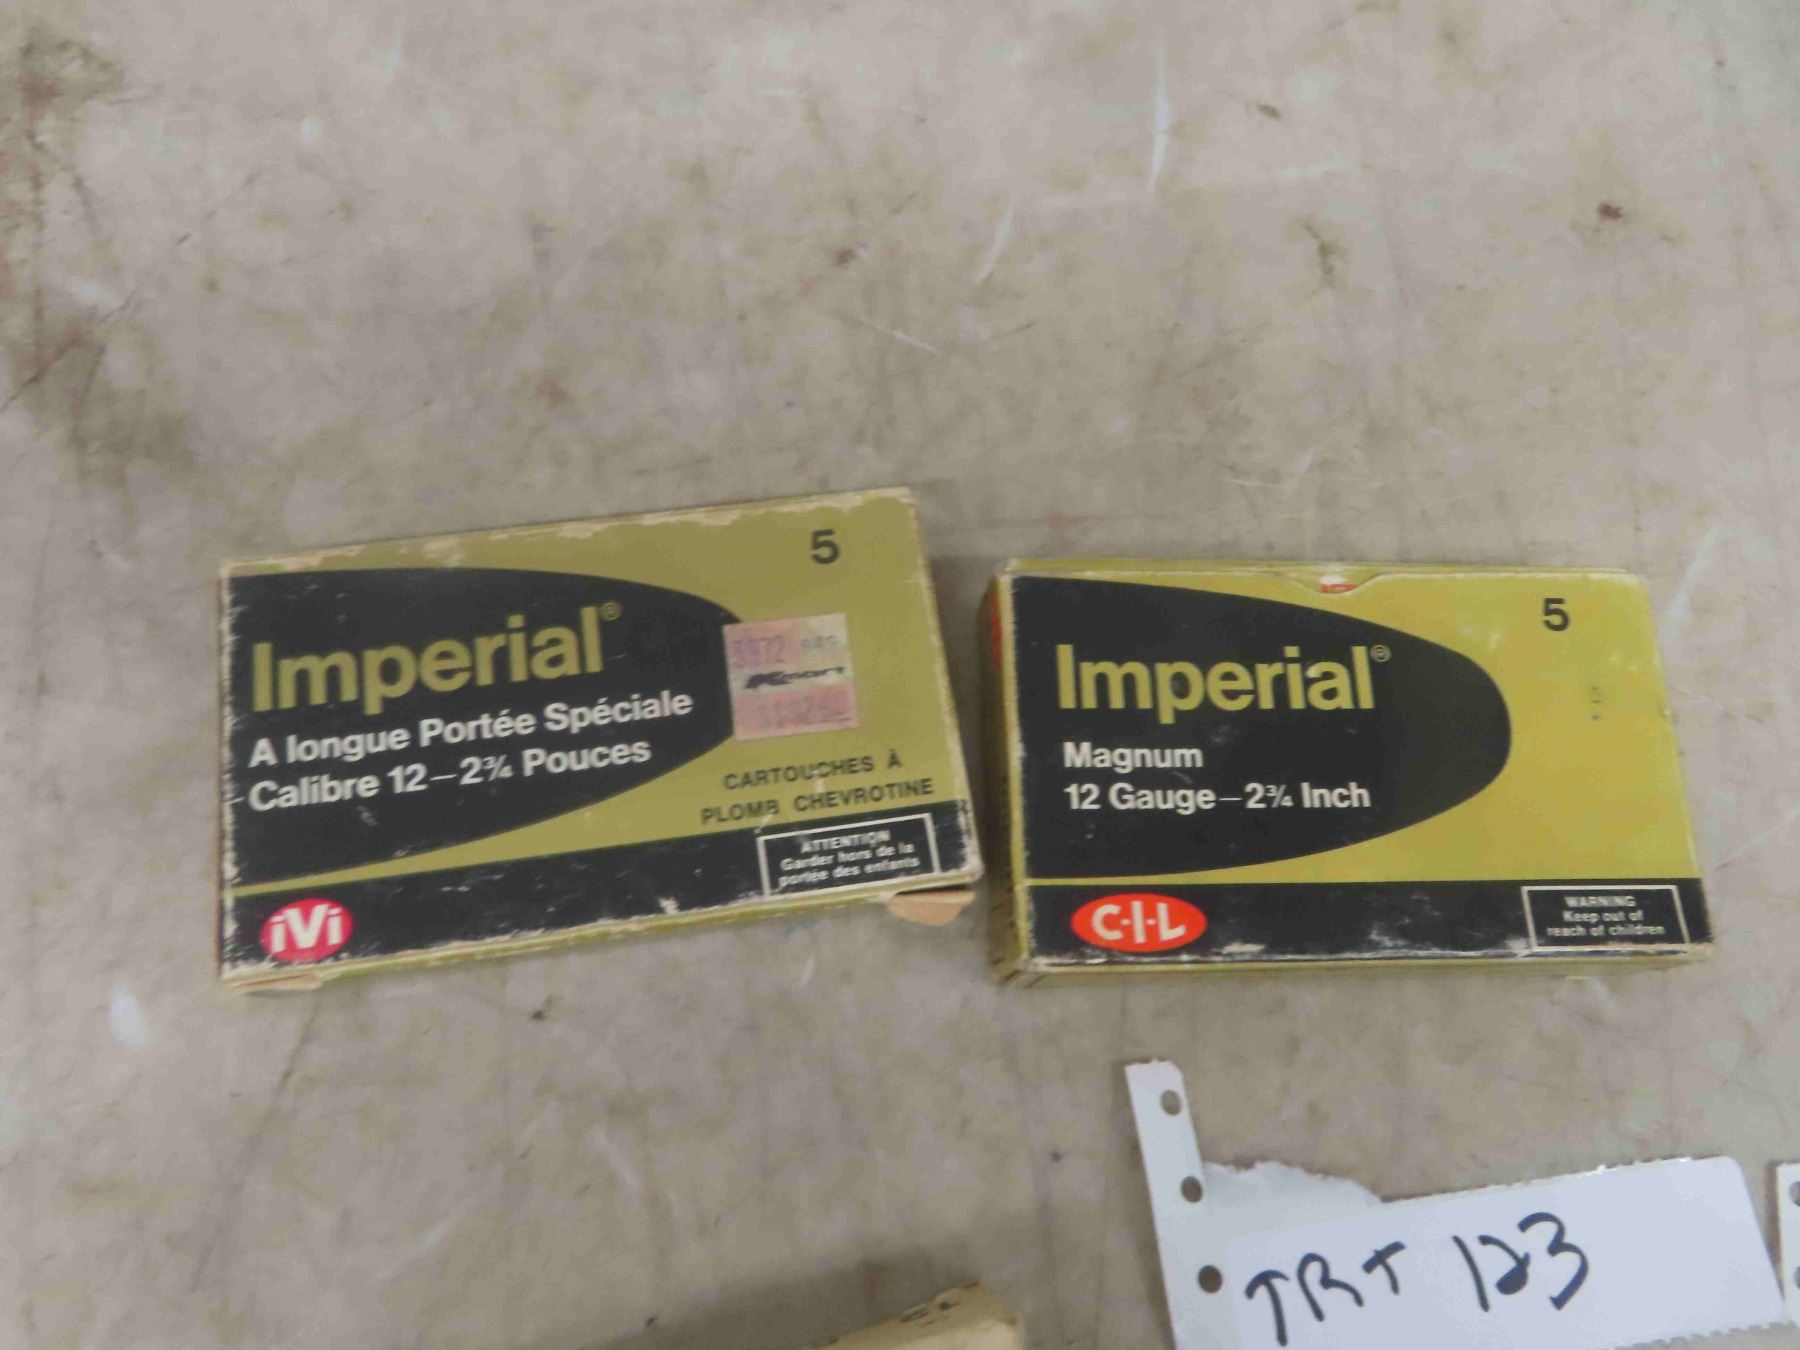 5
Imperial®
A longue Portée Spéciale
Calibre 12—2¾ Pouces
Kmart
CARTOUCHES À
PLOMB CHEVROTINE
ATTENTION
Garder hors de la
portée des enfants
iVi
5
Imperial®
Magnum
12 Gauge—2¾ Inch
C-I-L
WARNING
Keep out of
reach of children
TRT 123